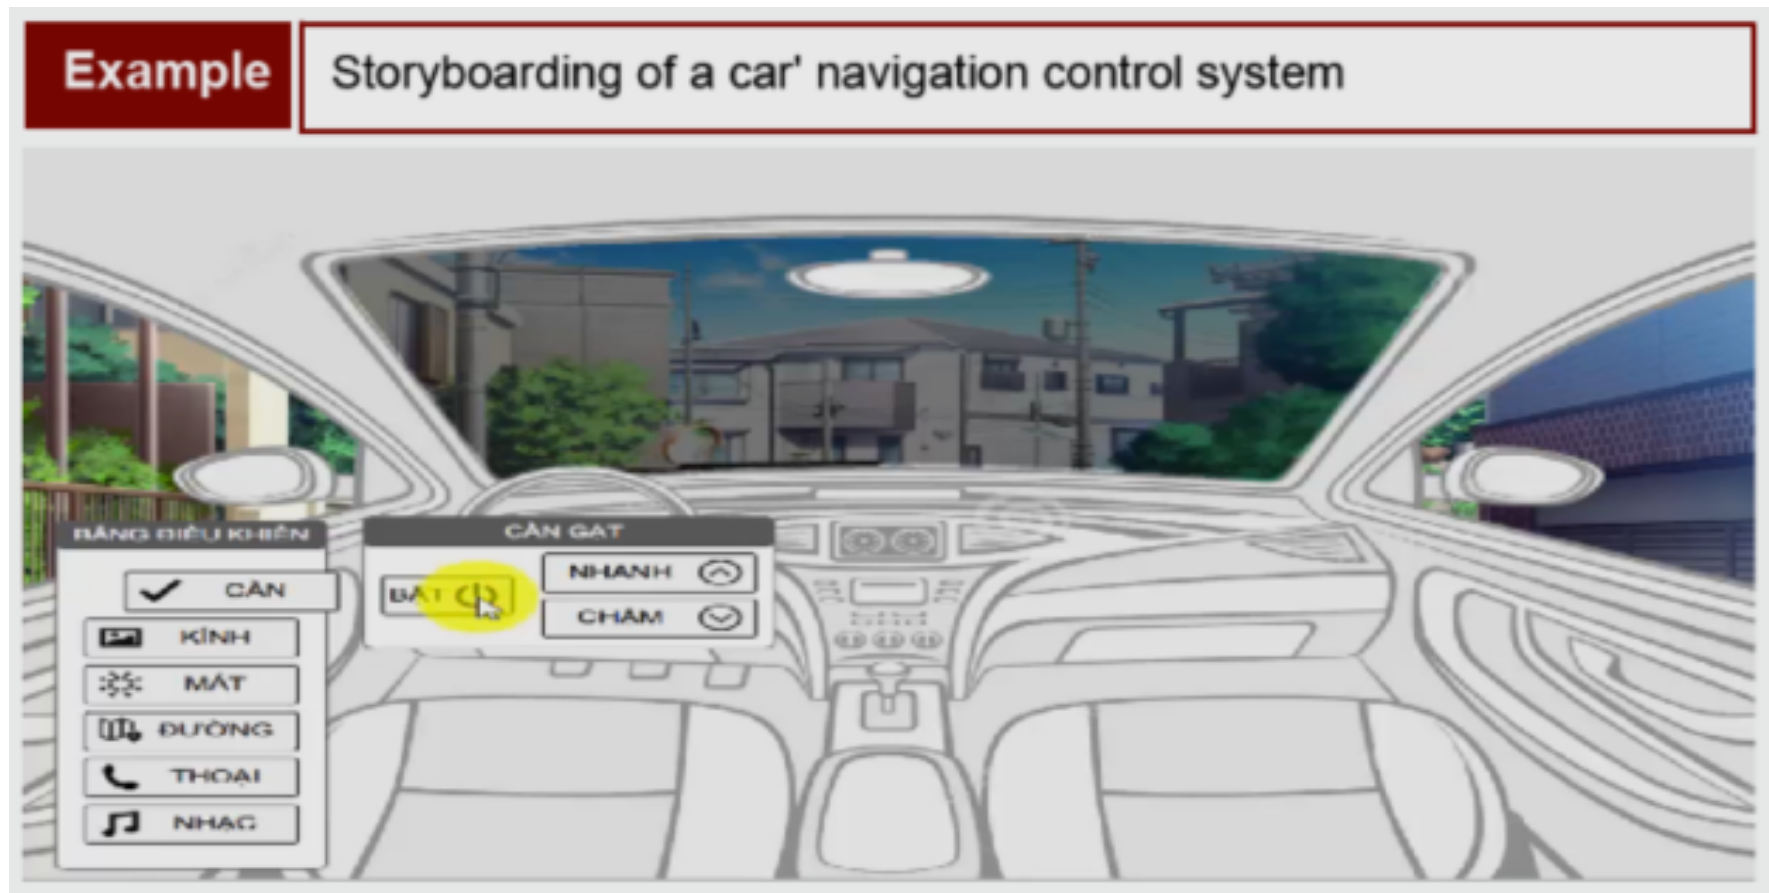 Example
Storyboarding of a car' navigation control system
BẢNG ĐIỀU KHIỂN
CẦN
KÍNH
MÁT
ĐƯỜNG
THOẠI
NHẠC
CẦN GẠT
BẬT
NHANH
CHẬM